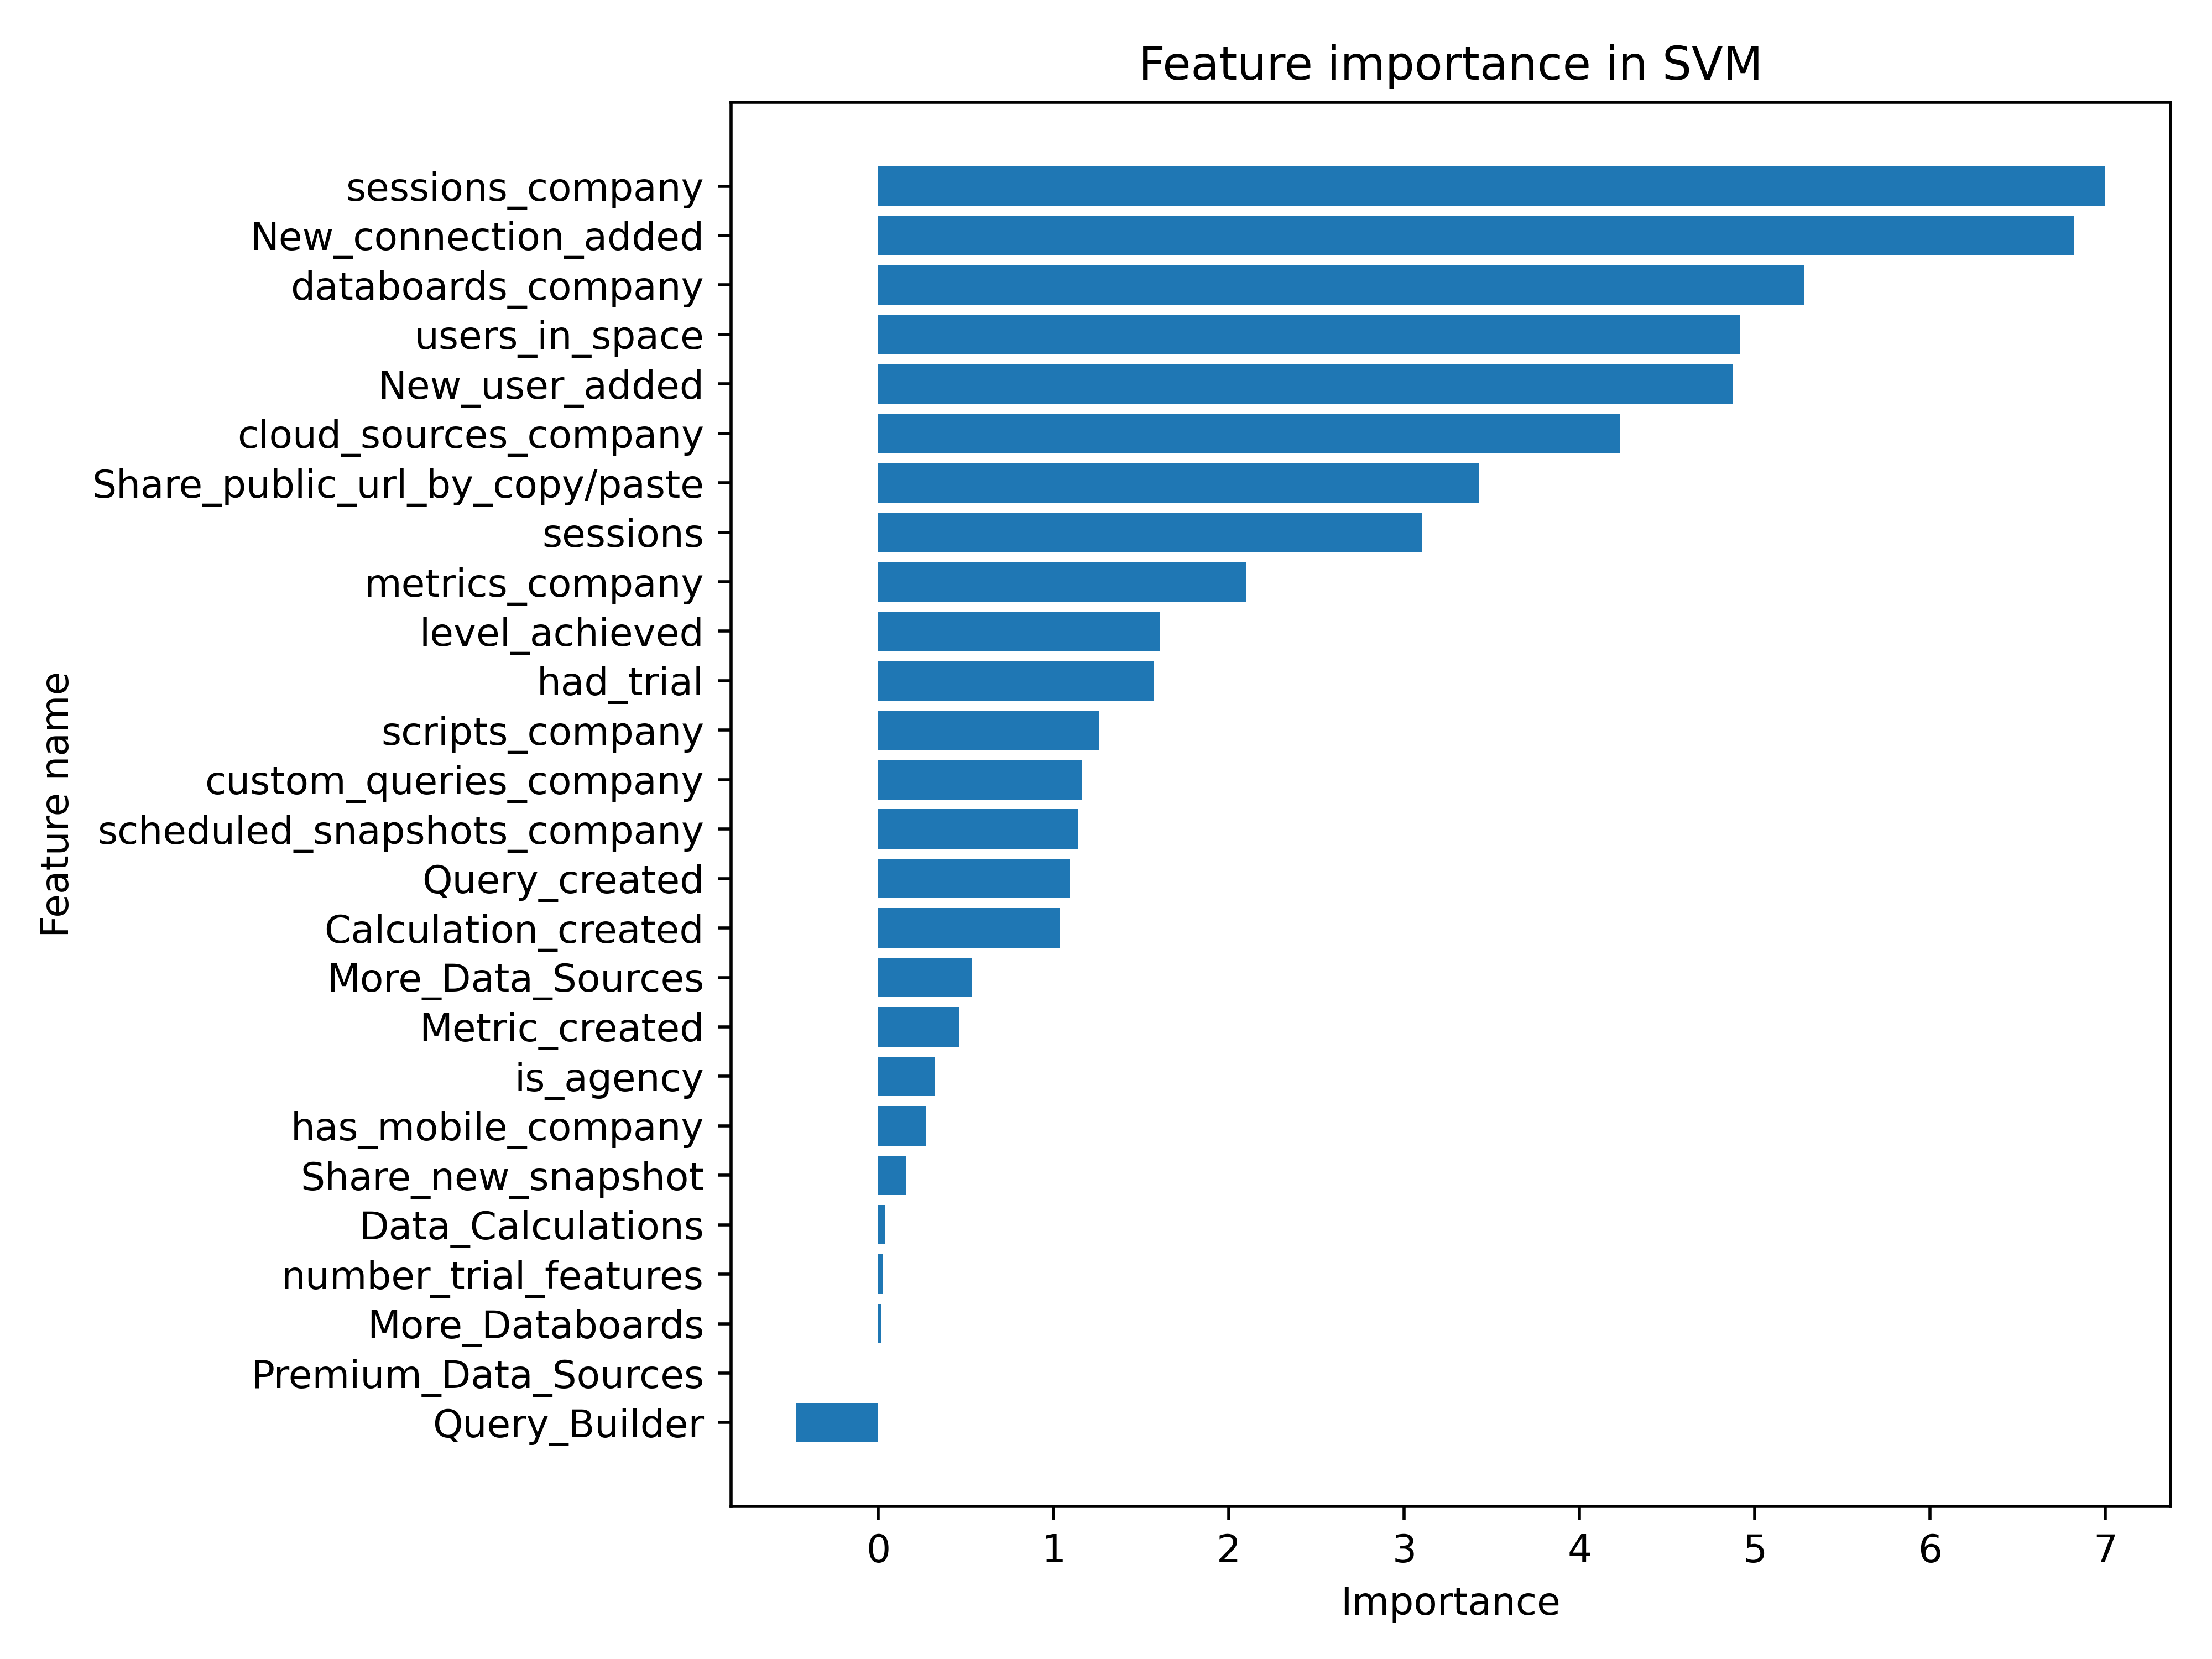 Feature importance in SVM
sessions_company
New_connection_added
databoards_company
users_in_space
New_user_added
cloud_sources_company
Share_public_url_by_copy/paste
sessions
metrics_company
level_achieved
had_trial
scripts_company
custom_queries_company
scheduled_snapshots_company
Query_created
Calculation_created
More_Data_Sources
Metric_created
is_agency
has_mobile_company
Share_new_snapshot
Data_Calculations
number_trial_features
More_Databoards
Premium_Data_Sources
Query_Builder
Feature name
0 1 2 3 4 5 6 7
Importance